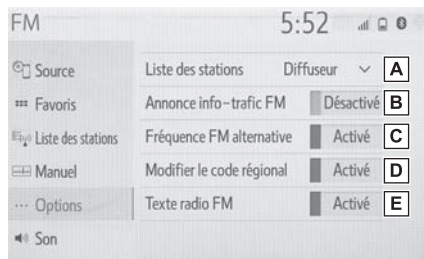 FM 5:52
Source
Favoris
Liste des stations
Manuel
Options
Son
Liste des stations Diffuseur A
Annonce info-trafic FM Désactivé B
Fréquence FM alternative Activé C
Modifier le code régional Activé D
Texte radio FM Activé E